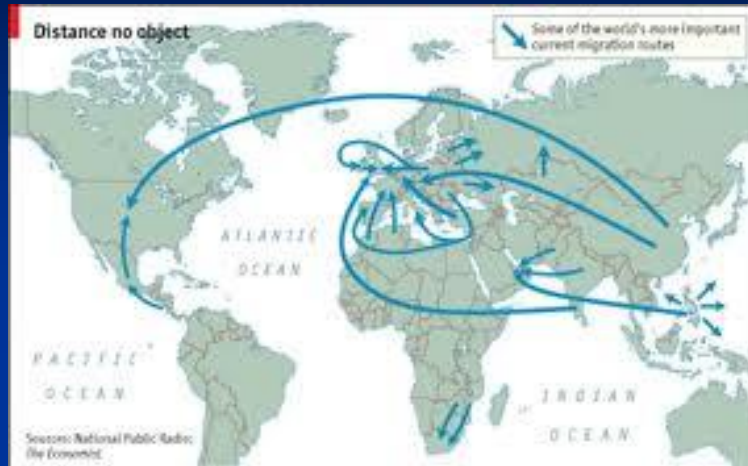 Distance no object
Some of the world's more important
current migration routes
ATLANTIC
OCEAN
PACIFIC
OCEAN
INDIAN
OCEAN
Sources: National Public Radio;
The Economist